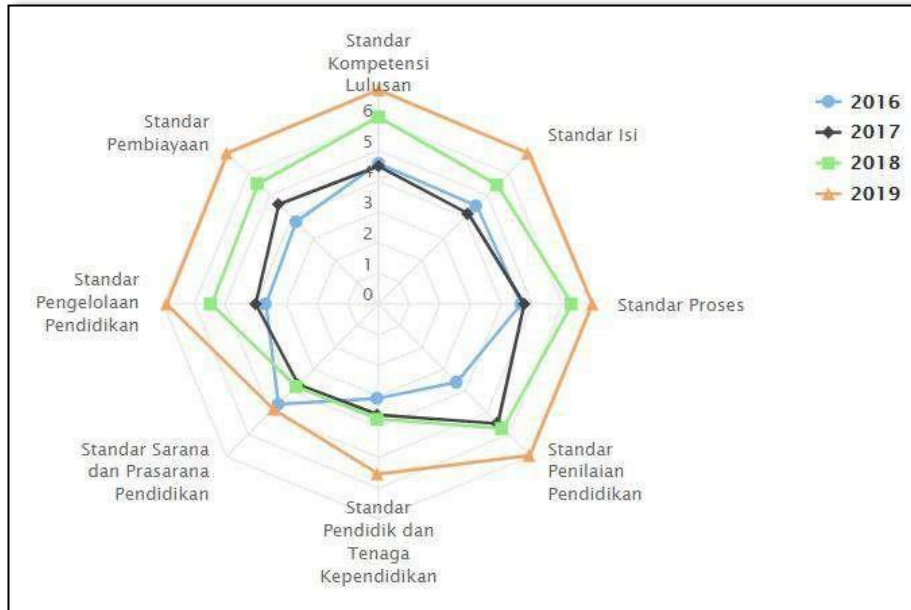 Standar
Kompetensi
Lulusan
Standar Isi
Standar Proses
Standar
Penilaian
Pendidikan
Standar
Pendidik dan
Tenaga
Kependidikan
Standar Sarana
dan Prasarana
Pendidikan
Standar
Pengelolaan
Pendidikan
Standar
Pembiayaan
6
5
4
3
2
1
0
2016
2017
2018
2019